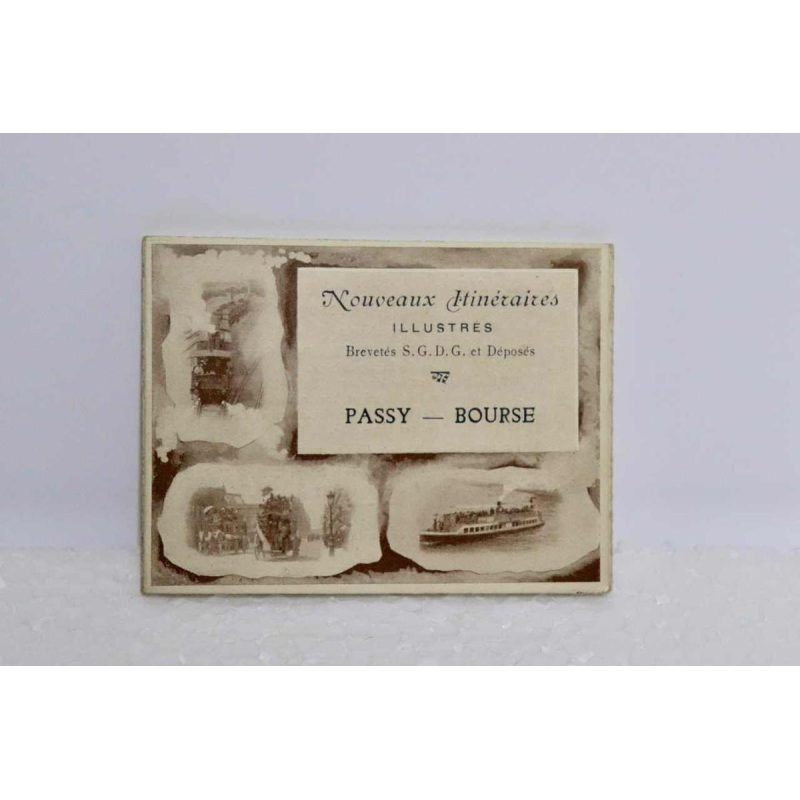 Nouveaux Itinéraires
ILLUSTRÉS
Brevetés S.G.D.G. et Déposés
PASSY — BOURSE